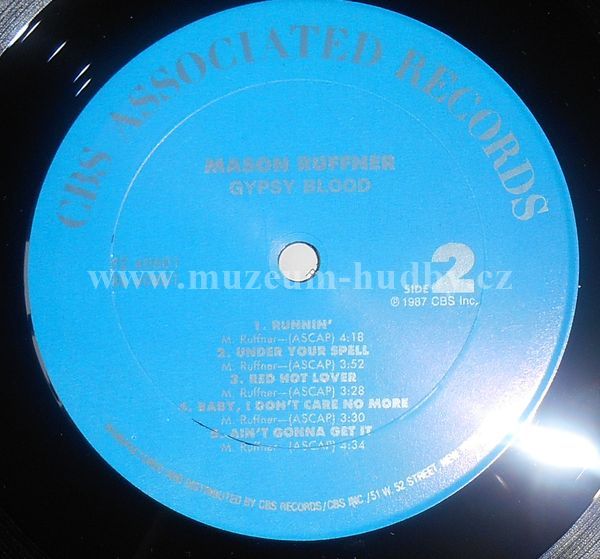 CBS ASSOCIATED RECORDS
MASON RUFFNER
GYPSY BLOOD
www.muzeum-hudby.cz
SIDE 2
℗ 1987 CBS Inc.
1. RUNNIN'
M. Ruffner—(ASCAP) 4:18
2. UNDER YOUR SPELL
M. Ruffner—(ASCAP) 3:52
3. RED HOT LOVER
M. Ruffner—(ASCAP) 3:28
4. BABY, I DON'T CARE NO MORE
M. Ruffner—(ASCAP) 3:30
5. AIN'T GONNA GET IT
M. Ruffner—(ASCAP) 4:34
AND DISTRIBUTED BY CBS RECORDS/CBS INC./51 W. 52 STREET